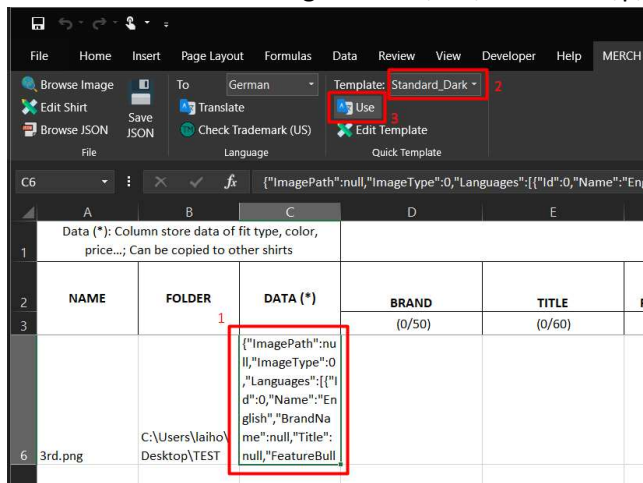 File Home Insert Page Layout Formulas Data Review View Developer Help MERCH
Browse Image To German Template: Standard_Dark 2
Edit Shirt Save Translate Use 3
Browse JSON JSON Check Trademark (US) Edit Template
File Language Quick Template
C6 fx {"ImagePath":null,"ImageType":0,"Languages":[{"Id":0,"Name":"En
A B C D E
1 Data (*): Column store data of fit type, color,
price...; Can be copied to other shirts
2 NAME FOLDER DATA (*) BRAND TITLE
3 1 (0/50) (0/60)
{"ImagePath":nu
ll,"ImageType":0
,"Languages":[{"I
d":0,"Name":"En
glish","BrandNa
C:\Users\laiho\ me":null,"Title":
6 3rd.png Desktop\TEST null,"FeatureBull